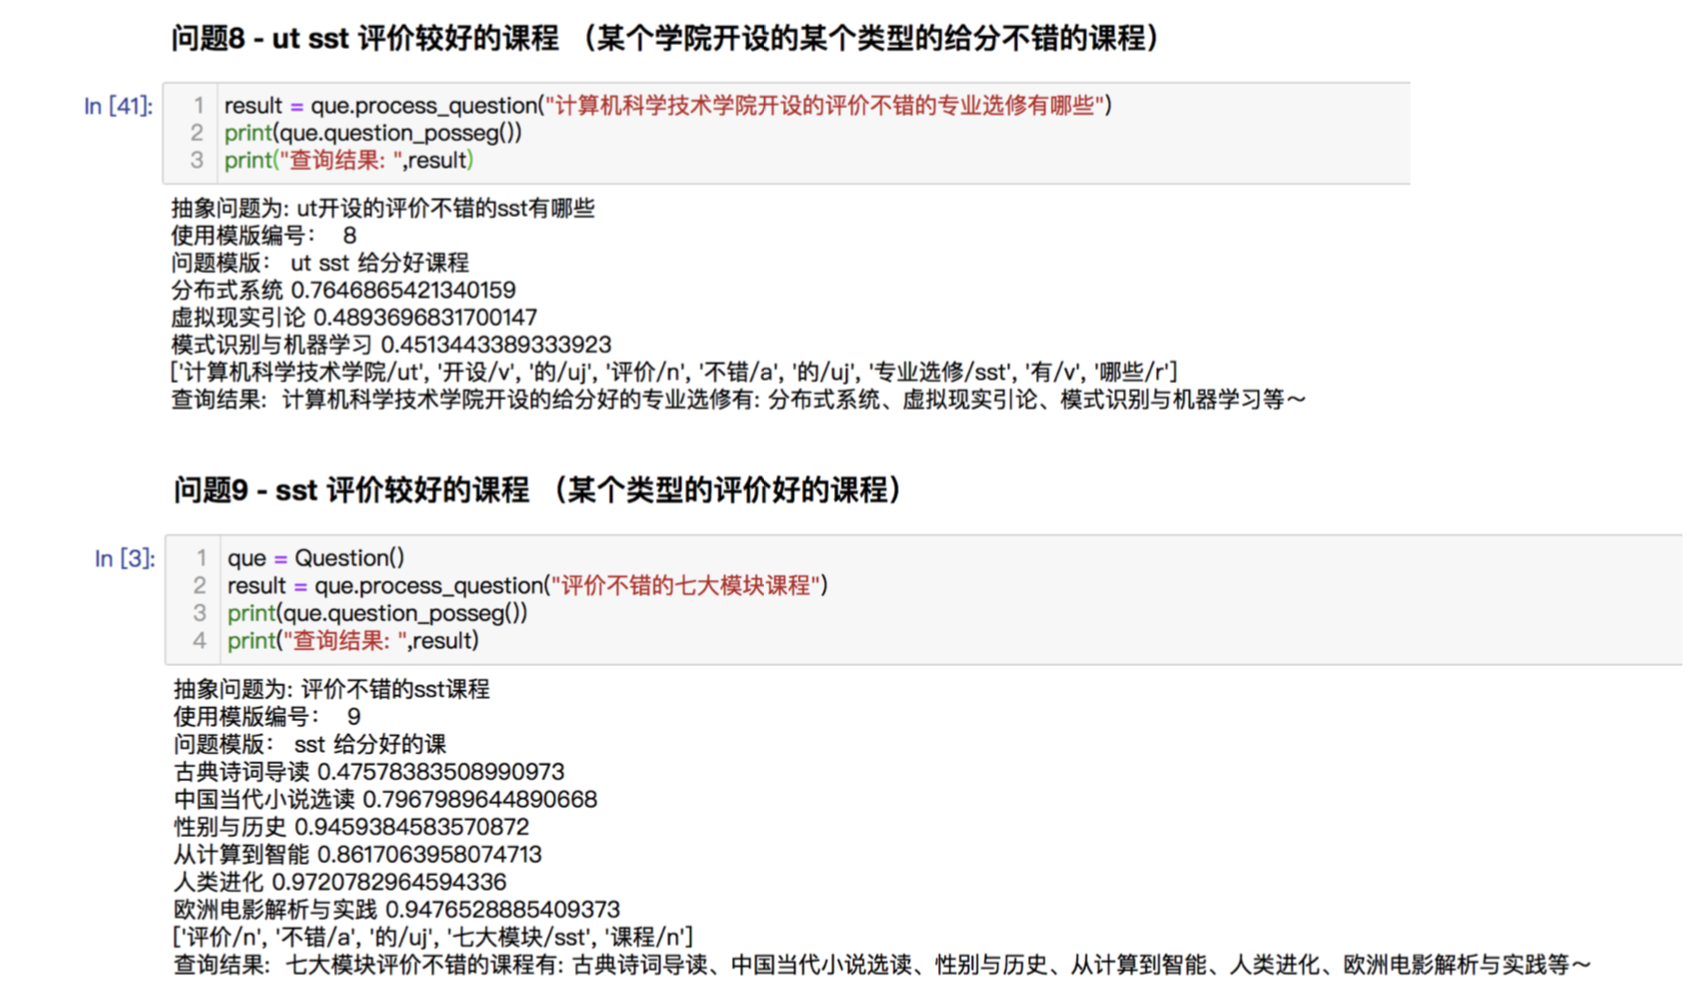 问题8 - ut sst 评价较好的课程 （某个学院开设的某个类型的给分不错的课程）
In [41]:
1 result = que.process_question("计算机科学技术学院开设的评价不错的专业选修有哪些")
2 print(que.question_posseg())
3 print("查询结果: ",result)
抽象问题为: ut开设的评价不错的sst有哪些
使用模版编号： 8
问题模版： ut sst 给分好课程
分布式系统 0.7646865421340159
虚拟现实引论 0.4893696831700147
模式识别与机器学习 0.4513443389333923
['计算机科学技术学院/ut', '开设/v', '的/uj', '评价/n', '不错/a', '的/uj', '专业选修/sst', '有/v', '哪些/r']
查询结果: 计算机科学技术学院开设的给分好的专业选修有: 分布式系统、虚拟现实引论、模式识别与机器学习等～
问题9 - sst 评价较好的课程 （某个类型的评价好的课程）
In [3]:
1 que = Question()
2 result = que.process_question("评价不错的七大模块课程")
3 print(que.question_posseg())
4 print("查询结果: ",result)
抽象问题为: 评价不错的sst课程
使用模版编号： 9
问题模版： sst 给分好的课
古典诗词导读 0.47578383508990973
中国当代小说选读 0.7967989644890668
性别与历史 0.9459384583570872
从计算到智能 0.8617063958074713
人类进化 0.9720782964594336
欧洲电影解析与实践 0.9476528885409373
['评价/n', '不错/a', '的/uj', '七大模块/sst', '课程/n']
查询结果: 七大模块评价不错的课程有: 古典诗词导读、中国当代小说选读、性别与历史、从计算到智能、人类进化、欧洲电影解析与实践等～